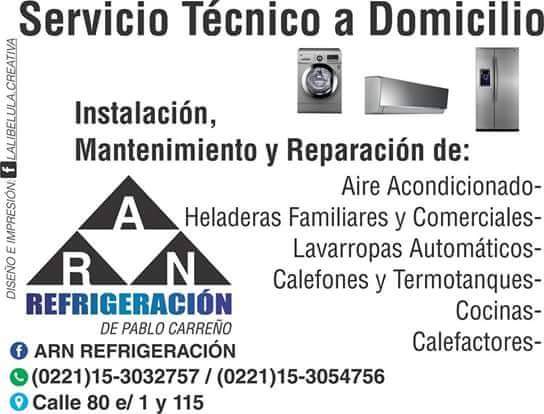 Servicio Técnico a Domicilio
Instalación,
Mantenimiento y Reparación de:
Aire Acondicionado-
Heladeras Familiares y Comerciales-
Lavarropas Automáticos-
Calefones y Termotanques-
Cocinas-
Calefactores-
A
R N
REFRIGERACIÓN
DE PABLO CARREÑO
ARN REFRIGERACIÓN
(0221)15-3032757 / (0221)15-3054756
Calle 80 e/ 1 y 115
DISEÑO E IMPRESIÓN: f LALIBELULA.CREATIVA